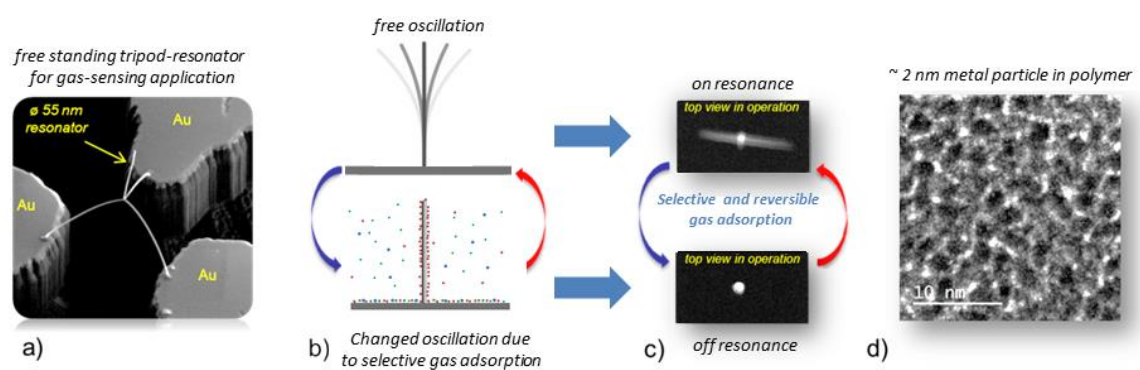 free standing tripod-resonator
for gas-sensing application
ø 55 nm
resonator
Au
Au
Au
a)
free oscillation
Changed oscillation due
to selective gas adsorption
b)
on resonance
top view in operation
Selective and reversible
gas adsorption
top view in operation
off resonance
c)
~ 2 nm metal particle in polymer
10 nm
d)